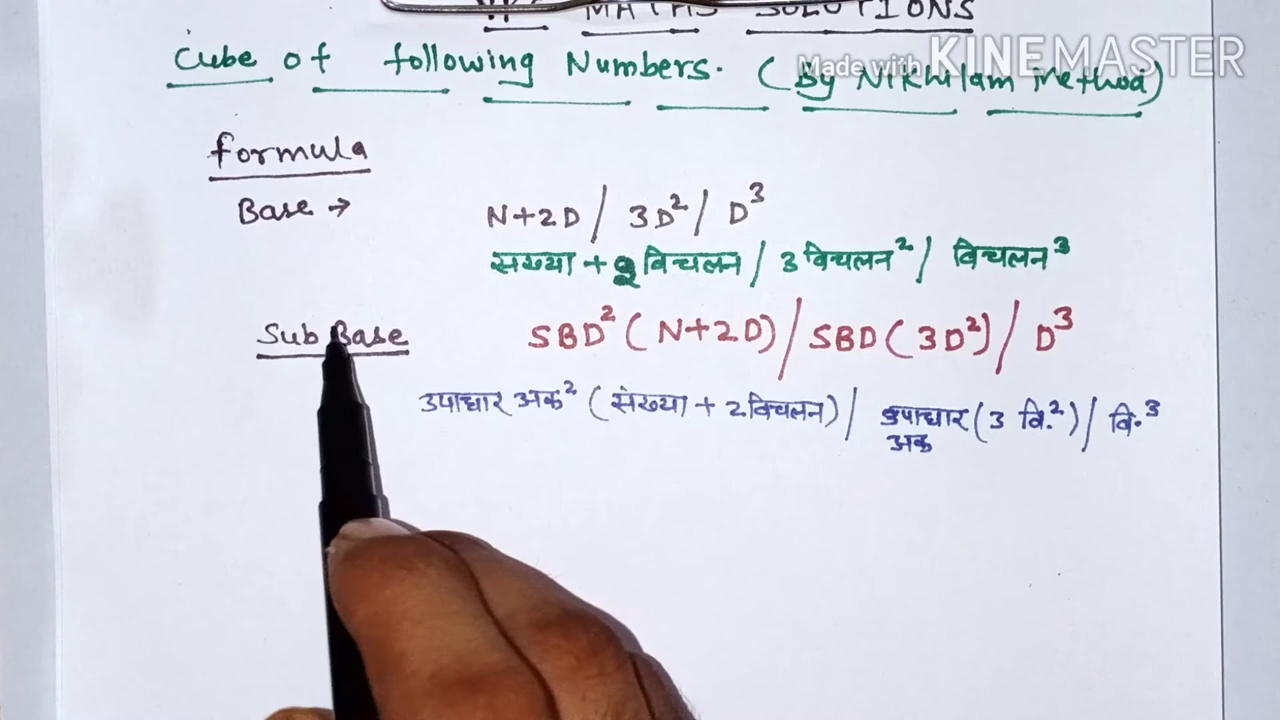 MATHS SOLUTIONS
Made with KINEMASTER
Cube of following Numbers. (By Nikhilam method)
formula
Base → N+2D / 3D² / D³
संख्या + 2 विचलन / 3 विचलन² / विचलन³
Sub Base SBD² (N+2D) / SBD (3D²) / D³
उपाधार अंक² (संख्या + 2 विचलन) / उपाधार (3 वि.²) / वि.³
अंक